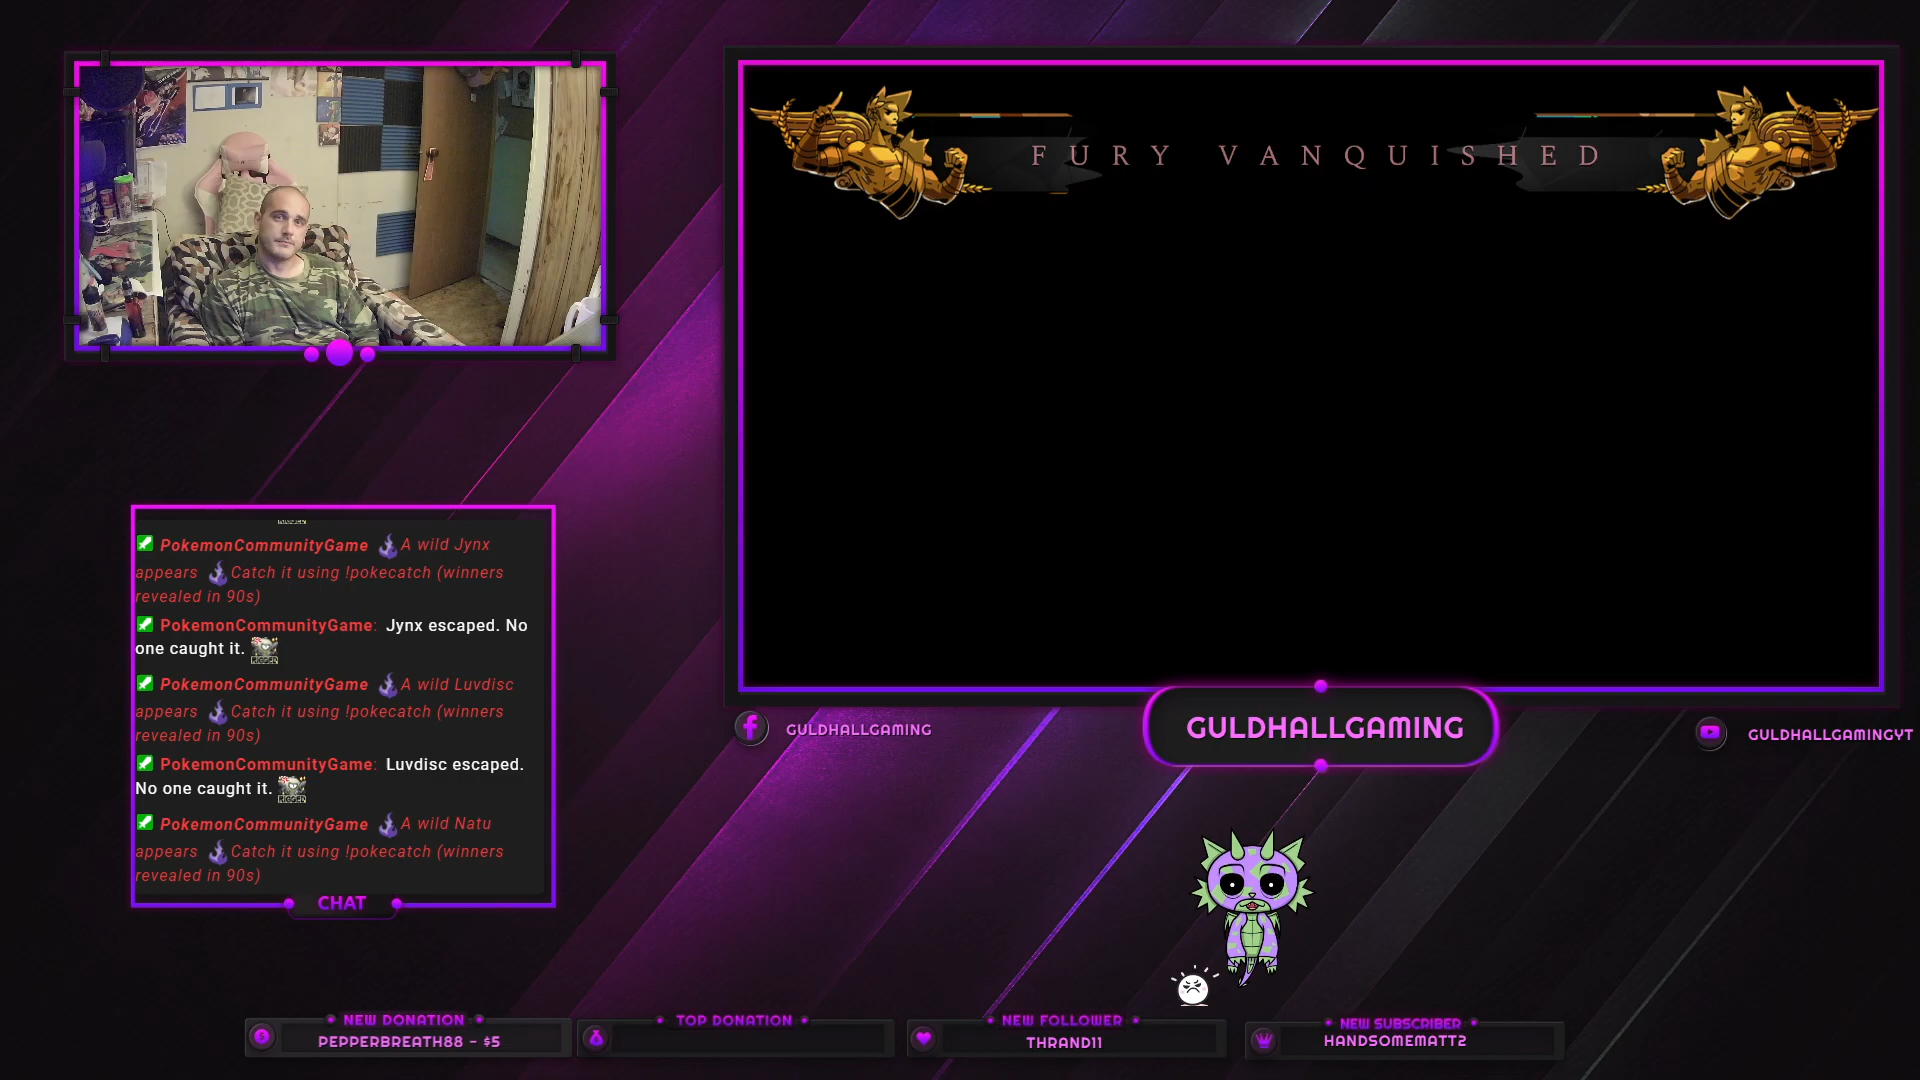 FURY VANQUISHED
PokemonCommunityGame A wild Jynx
appears Catch it using !pokecatch (winners
revealed in 90s)
PokemonCommunityGame: Jynx escaped. No
one caught it. RIGGED
PokemonCommunityGame A wild Luvdisc
appears Catch it using !pokecatch (winners
revealed in 90s)
PokemonCommunityGame: Luvdisc escaped.
No one caught it. RIGGED
PokemonCommunityGame A wild Natu
appears Catch it using !pokecatch (winners
revealed in 90s)
CHAT
GULDHALLGAMING
GULDHALLGAMING
GULDHALLGAMINGYT
NEW DONATION
PEPPERBREATH88 - $5
TOP DONATION
NEW FOLLOWER
THRAND11
NEW SUBSCRIBER
HANDSOMEMATT2